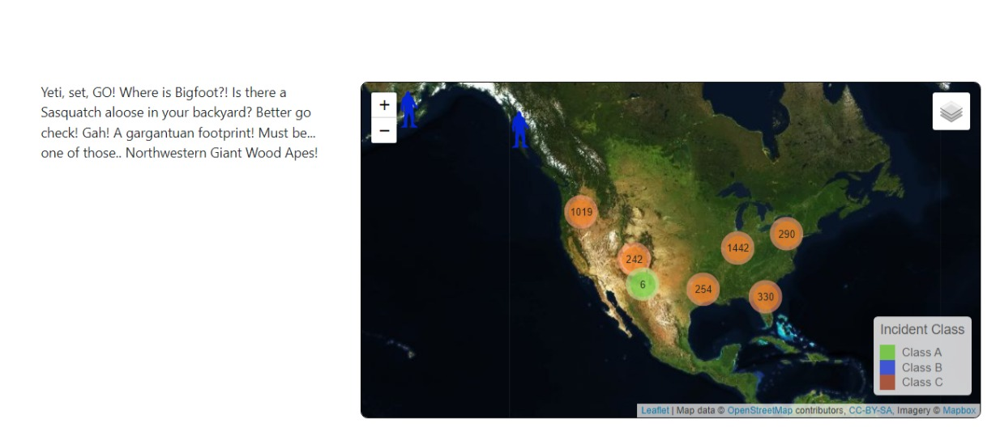 Yeti, set, GO! Where is Bigfoot?! Is there a
Sasquatch aloose in your backyard? Better go
check! Gah! A gargantuan footprint! Must be...
one of those.. Northwestern Giant Wood Apes!
+
−
1019
290
1442
242
6
254
330
Incident Class
Class A
Class B
Class C
Leaflet | Map data © OpenStreetMap contributors, CC-BY-SA, Imagery © Mapbox